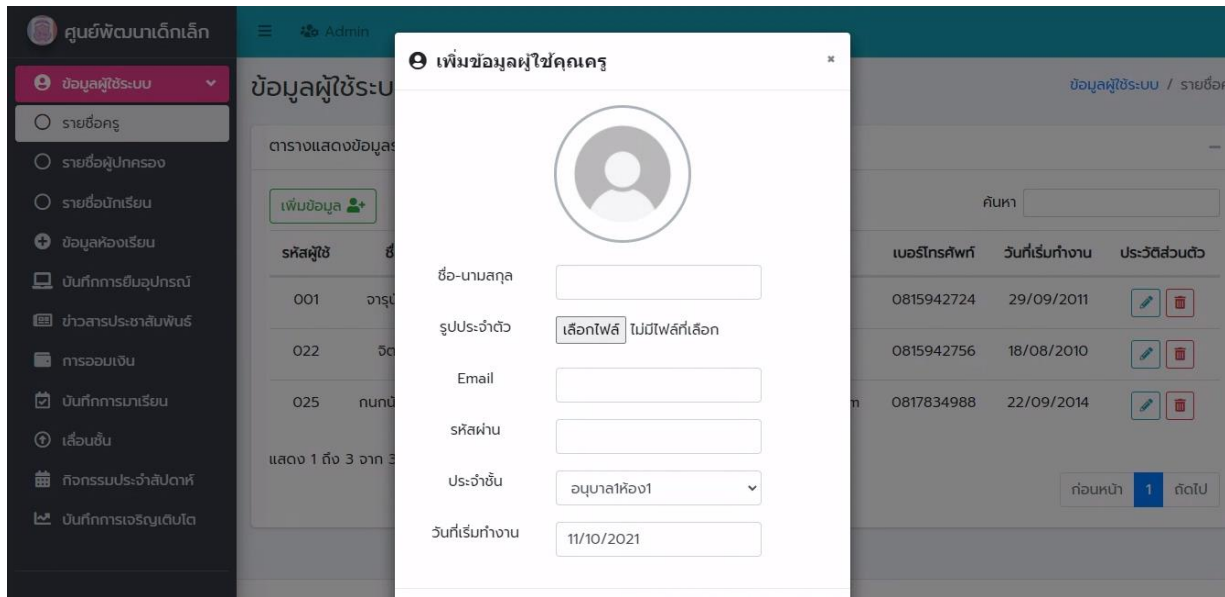 ศูนย์พัฒนาเด็กเล็ก
Admin
ข้อมูลผู้ใช้ระบบ
รายชื่อครู
รายชื่อผู้ปกครอง
รายชื่อนักเรียน
ข้อมูลห้องเรียน
บันทึกการยืมอุปกรณ์
ข่าวสารประชาสัมพันธ์
การออมเงิน
บันทึกการมาเรียน
เลื่อนชั้น
กิจกรรมประจำสัปดาห์
บันทึกการเจริญเติบโต
ข้อมูลผู้ใช้ระบ
ข้อมูลผู้ใช้ระบบ / รายชื่อ
ตารางแสดงข้อมูล
เพิ่มข้อมูล
ค้นหา
รหัสผู้ใช้ เบอร์โทรศัพท์ วันที่เริ่มทำงาน ประวัติส่วนตัว
001 0815942724 29/09/2011
022 0815942756 18/08/2010
025 0817834988 22/09/2014
แสดง 1 ถึง 3 จาก 3
ก่อนหน้า 1 ถัดไป
เพิ่มข้อมูลผู้ใช้คุณครู
ชื่อ-นามสกุล
รูปประจำตัว เลือกไฟล์ ไม่มีไฟล์ที่เลือก
Email
รหัสผ่าน
ประจำชั้น อนุบาล1ห้อง1
วันที่เริ่มทำงาน 11/10/2021